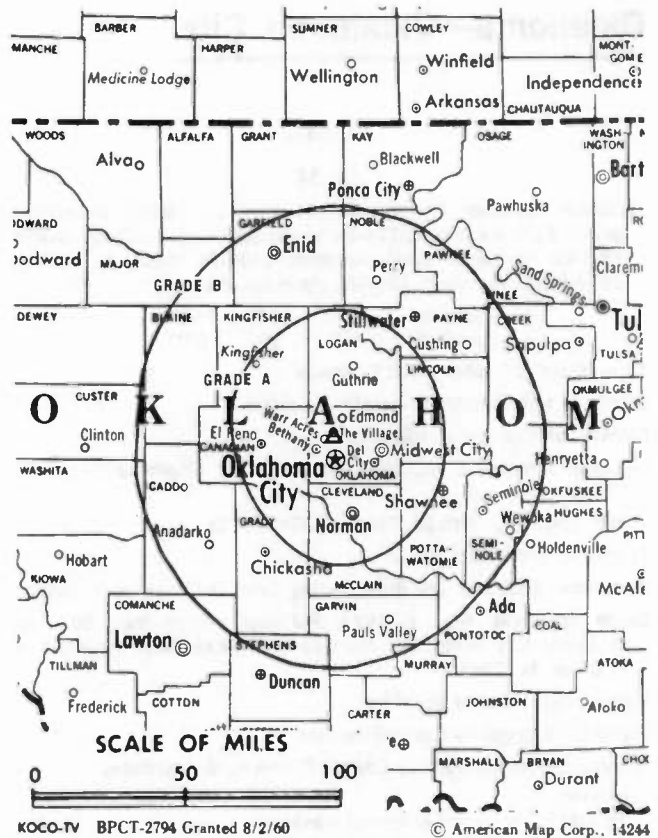 BARBER
SUMNER
COWLEY
HARPER
MONT-
MANCHE
GOM E
Medicine Lodge
Wellington
Winfield
Independence
Arkansas
CHAUTAUQUA
WOODS
ALFALFA
GRANT
KAY
OSAGE
WASH
INGTON
Alva
Blackwell
Bart
Ponca City
Pawhuska
GARFIELD
NOBLE
RO
DWARD
Enid
PAWNEE
oodward
MAJOR
Perry
Sand Springs
Clarem
GRADE B
DEWEY
BLAINE
KINGFISHER
Stillwater
PAYNE
CREEK
Tul
LOGAN
Kingfisher
Cushing
Sapulpa
TULSA
GRADE A
Guthrie
LINCOLN
OKMULGEE
CUSTER
O K L A H O M
Edmond
Warr Acres
Clinton
El Reno
Bethany
The Village
CANADIAN
Del
City
Midwest City
Henryetta
WASHITA
Oklahoma
City
OKLAHOMA
CADDO
CLEVELAND
Shawnee
Seminole
OKFUSKEE
HUGHES
Norman
Wewoka
GRADY
Anadarko
POTTA-
WATOMIE
SEMI-
NOLE
Holdenville
PITT
Hobart
Chickasha
KIOWA
McCLAIN
McALE
COMANCHE
GARVIN
Ada
COAL
Pauls Valley
PONTOTOC
Lawton
STEPHENS
MURRAY
ATOKA
TILLMAN
Duncan
JOHNSTON
Frederick
COTTON
CARTER
Atoka
SCALE OF MILES
e
MARSHALL
BRYAN
CHOC
0 50 100
Durant
KOCO-TV BPCT-2794 Granted 8/2/60
© American Map Corp., 14244